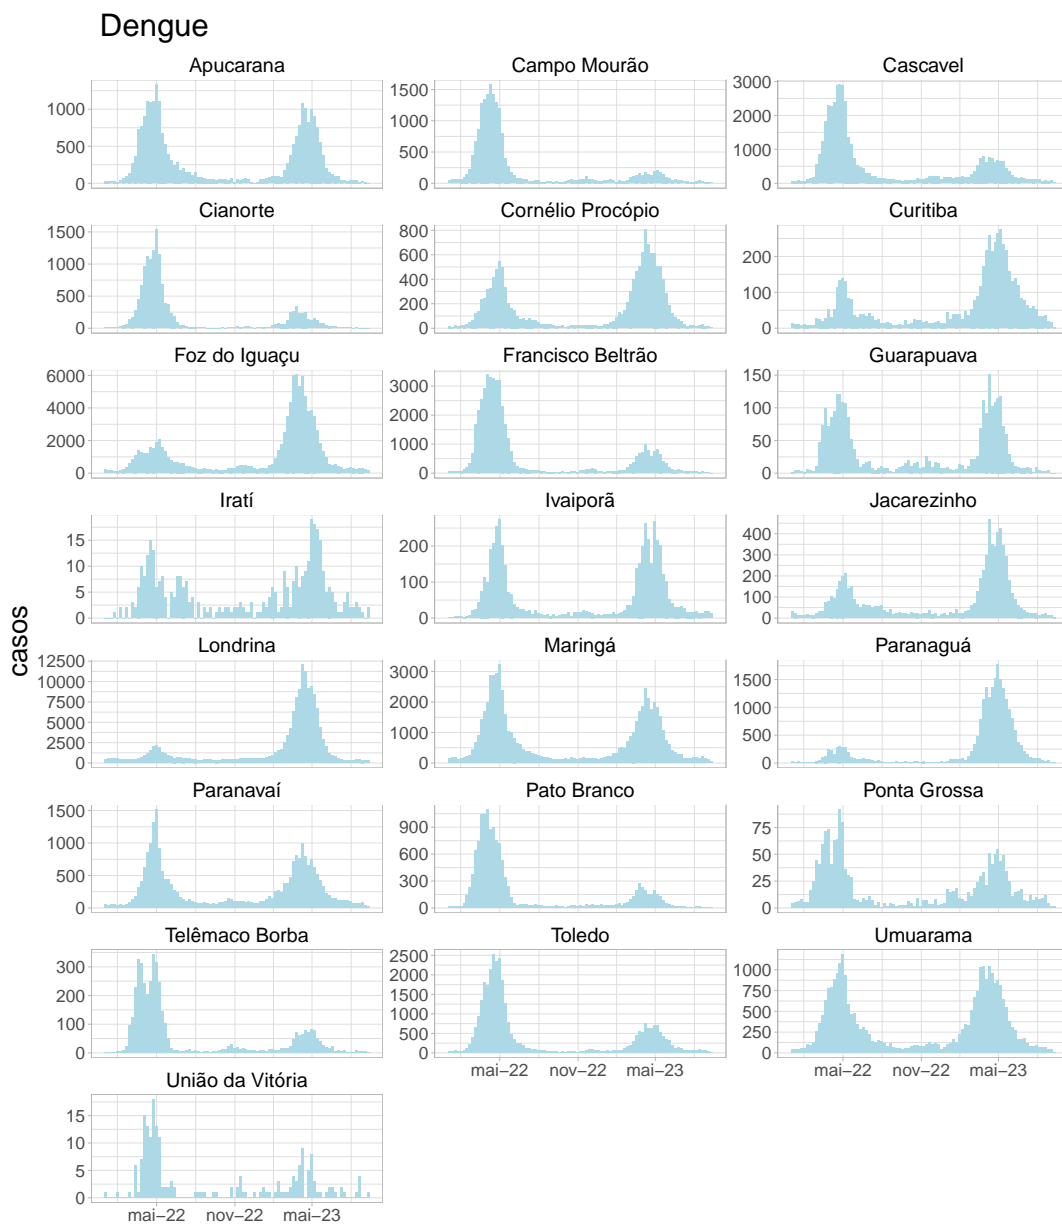 Dengue
Apucarana Campo Mourão Cascavel
1000 500 0
1500 1000 500 0
3000 2000 1000 0
Cianorte Cornélio Procópio Curitiba
1500 1000 500 0
800 600 400 200 0
200 100 0
Foz do Iguaçu Francisco Beltrão Guarapuava
6000 4000 2000 0
3000 2000 1000 0
150 100 50 0
Iratí Ivaiporã Jacarezinho
15 10 5 0
200 100 0
400 300 200 100 0
casos
Londrina Maringá Paranaguá
12500 10000 7500 5000 2500 0
3000 2000 1000 0
1500 1000 500 0
Paranavaí Pato Branco Ponta Grossa
1500 1000 500 0
900 600 300 0
75 50 25 0
Telêmaco Borba Toledo Umuarama
300 200 100 0
2500 2000 1500 1000 500 0
1000 750 500 250 0
mai−22 nov−22 mai−23 mai−22 nov−22 mai−23
União da Vitória
15 10 5 0
mai−22 nov−22 mai−23